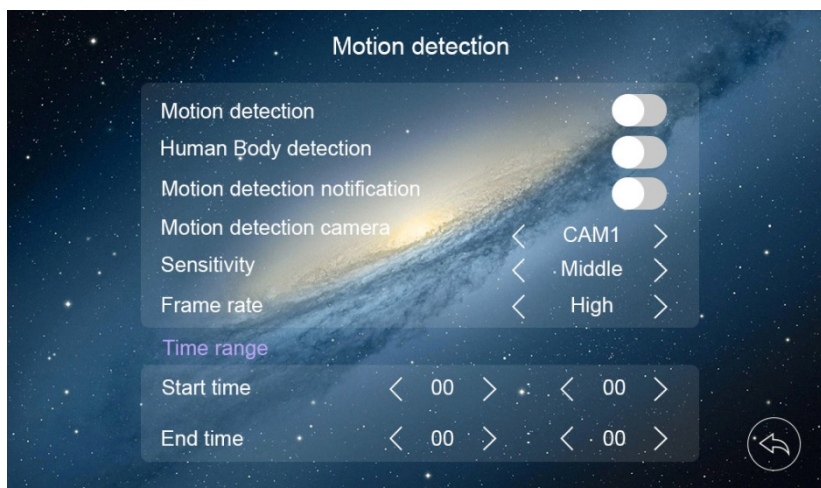 Motion detection
Motion detection
Human Body detection
Motion detection notification
Motion detection camera < CAM1 >
Sensitivity < Middle >
Frame rate < High >
Time range
Start time < 00 > : < 00 >
End time < 00 > : < 00 >